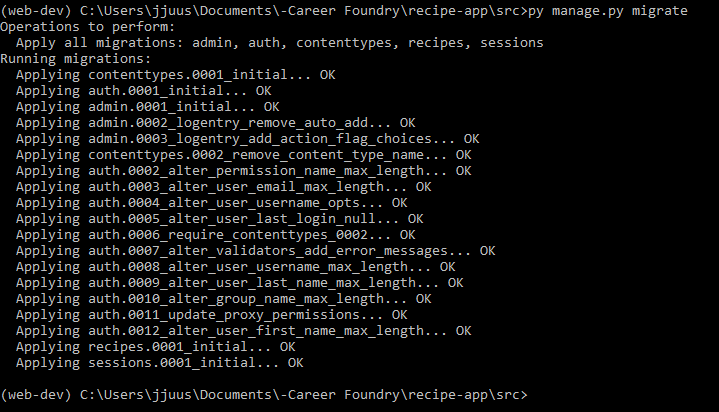 (web-dev) C:\Users\jjuus\Documents\-Career Foundry\recipe-app\src>py manage.py migrate
Operations to perform:
  Apply all migrations: admin, auth, contenttypes, recipes, sessions
Running migrations:
  Applying contenttypes.0001_initial... OK
  Applying auth.0001_initial... OK
  Applying admin.0001_initial... OK
  Applying admin.0002_logentry_remove_auto_add... OK
  Applying admin.0003_logentry_add_action_flag_choices... OK
  Applying contenttypes.0002_remove_content_type_name... OK
  Applying auth.0002_alter_permission_name_max_length... OK
  Applying auth.0003_alter_user_email_max_length... OK
  Applying auth.0004_alter_user_username_opts... OK
  Applying auth.0005_alter_user_last_login_null... OK
  Applying auth.0006_require_contenttypes_0002... OK
  Applying auth.0007_alter_validators_add_error_messages... OK
  Applying auth.0008_alter_user_username_max_length... OK
  Applying auth.0009_alter_user_last_name_max_length... OK
  Applying auth.0010_alter_group_name_max_length... OK
  Applying auth.0011_update_proxy_permissions... OK
  Applying auth.0012_alter_user_first_name_max_length... OK
  Applying recipes.0001_initial... OK
  Applying sessions.0001_initial... OK
(web-dev) C:\Users\jjuus\Documents\-Career Foundry\recipe-app\src>